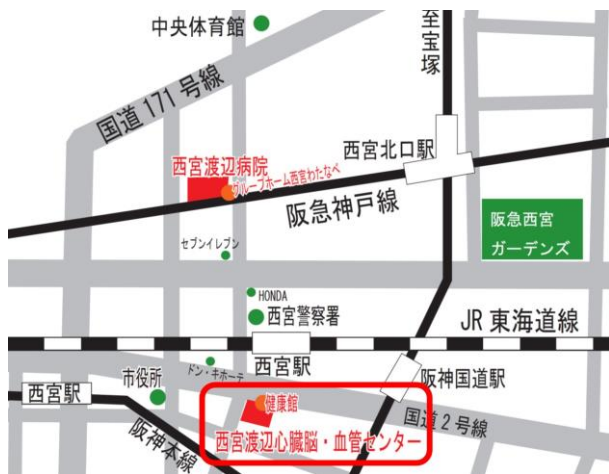 中央体育館
至宝塚
国道171号線
西宮北口駅
西宮渡辺病院
グループホーム西宮わたなべ
阪急神戸線
阪急西宮
ガーデンズ
セブンイレブン
HONDA
西宮警察署
JR東海道線
西宮駅
ドン・キホーテ
阪神国道駅
市役所
西宮駅
健康館
国道2号線
阪神本線
西宮渡辺心臓脳・血管センター